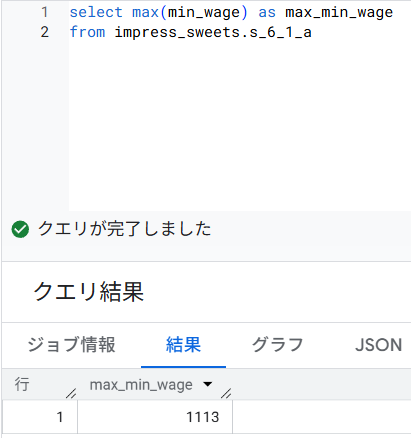 1 select max(min_wage) as max_min_wage
2 from impress_sweets.s_6_1_a
クエリが完了しました
クエリ結果
ジョブ情報 結果 グラフ JSON
行 max_min_wage
1 1113